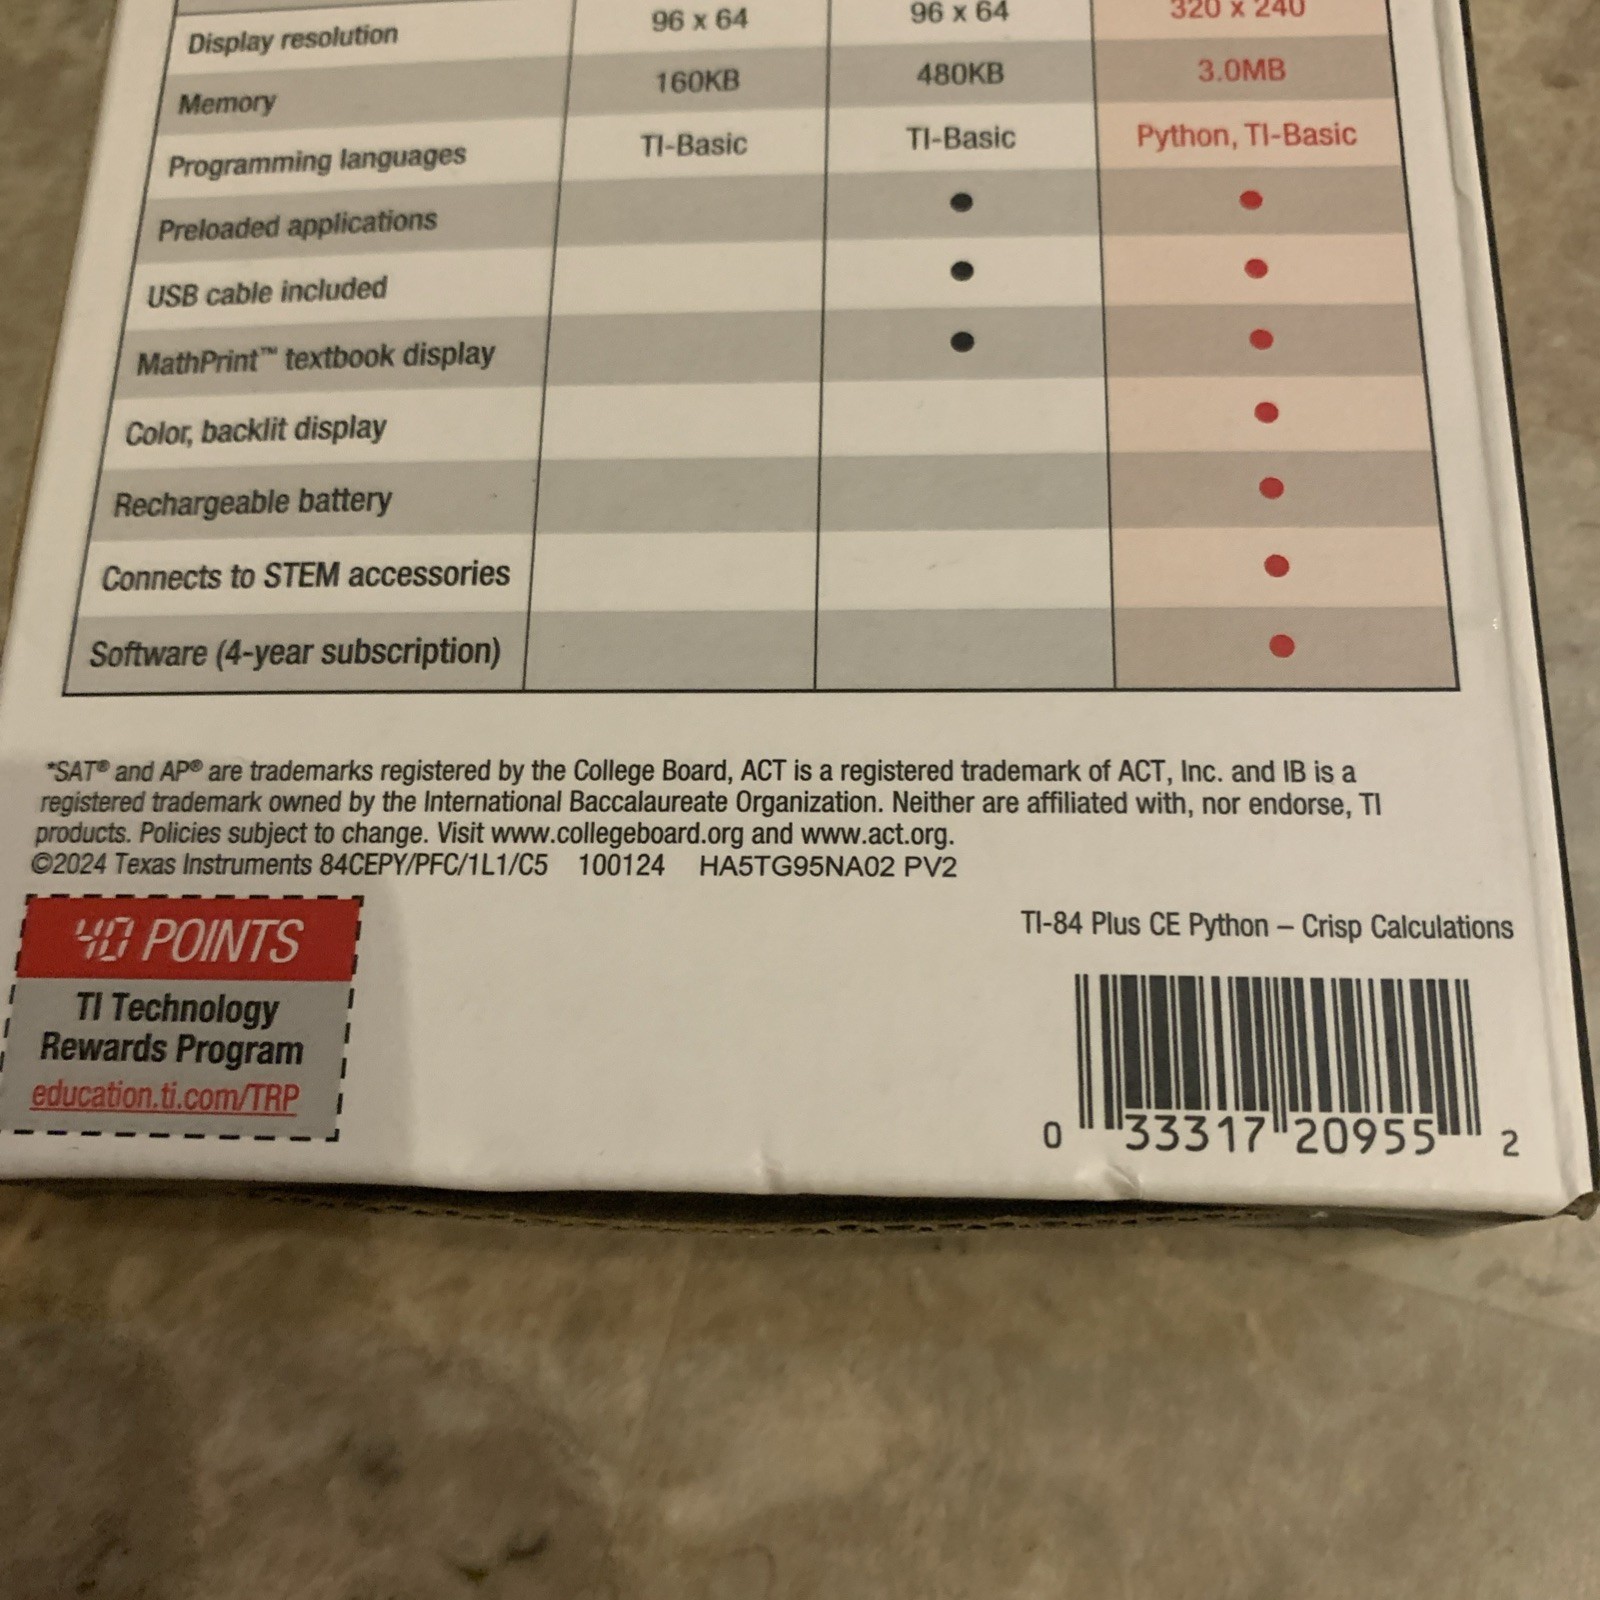 Display resolution 96 x 64 96 x 64 320 x 240
Memory 160KB 480KB 3.0MB
Programming languages TI-Basic TI-Basic Python, TI-Basic
Preloaded applications ● ●
USB cable included ● ●
MathPrint™ textbook display ● ●
Color, backlit display ●
Rechargeable battery ●
Connects to STEM accessories ●
Software (4-year subscription) ●
*SAT® and AP® are trademarks registered by the College Board, ACT is a registered trademark of ACT, Inc. and IB is a
registered trademark owned by the International Baccalaureate Organization. Neither are affiliated with, nor endorse, TI
products. Policies subject to change. Visit www.collegeboard.org and www.act.org.
©2024 Texas Instruments 84CEPY/PFC/1L1/C5 100124 HA5TG95NA02 PV2
40 POINTS
TI Technology
Rewards Program
education.ti.com/TRP
TI-84 Plus CE Python – Crisp Calculations
0 33317 20955 2